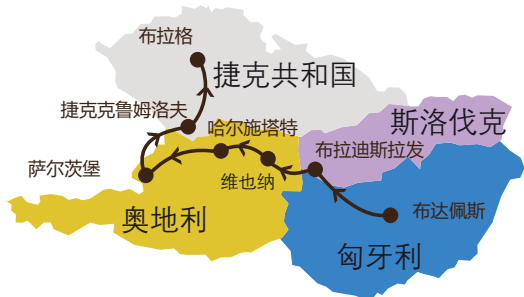 布拉格
捷克共和国
捷克克鲁姆洛夫
斯洛伐克
哈尔施塔特
布拉迪斯拉发
萨尔茨堡
维也纳
奥地利
布达佩斯
匈牙利